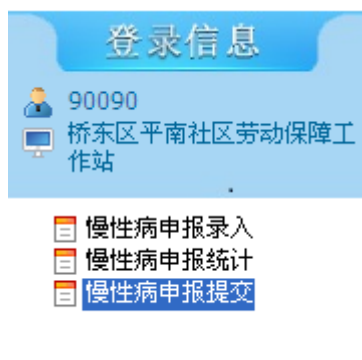 登录信息
90090
桥东区平南社区劳动保障工
作站
慢性病申报录入
慢性病申报统计
慢性病申报提交